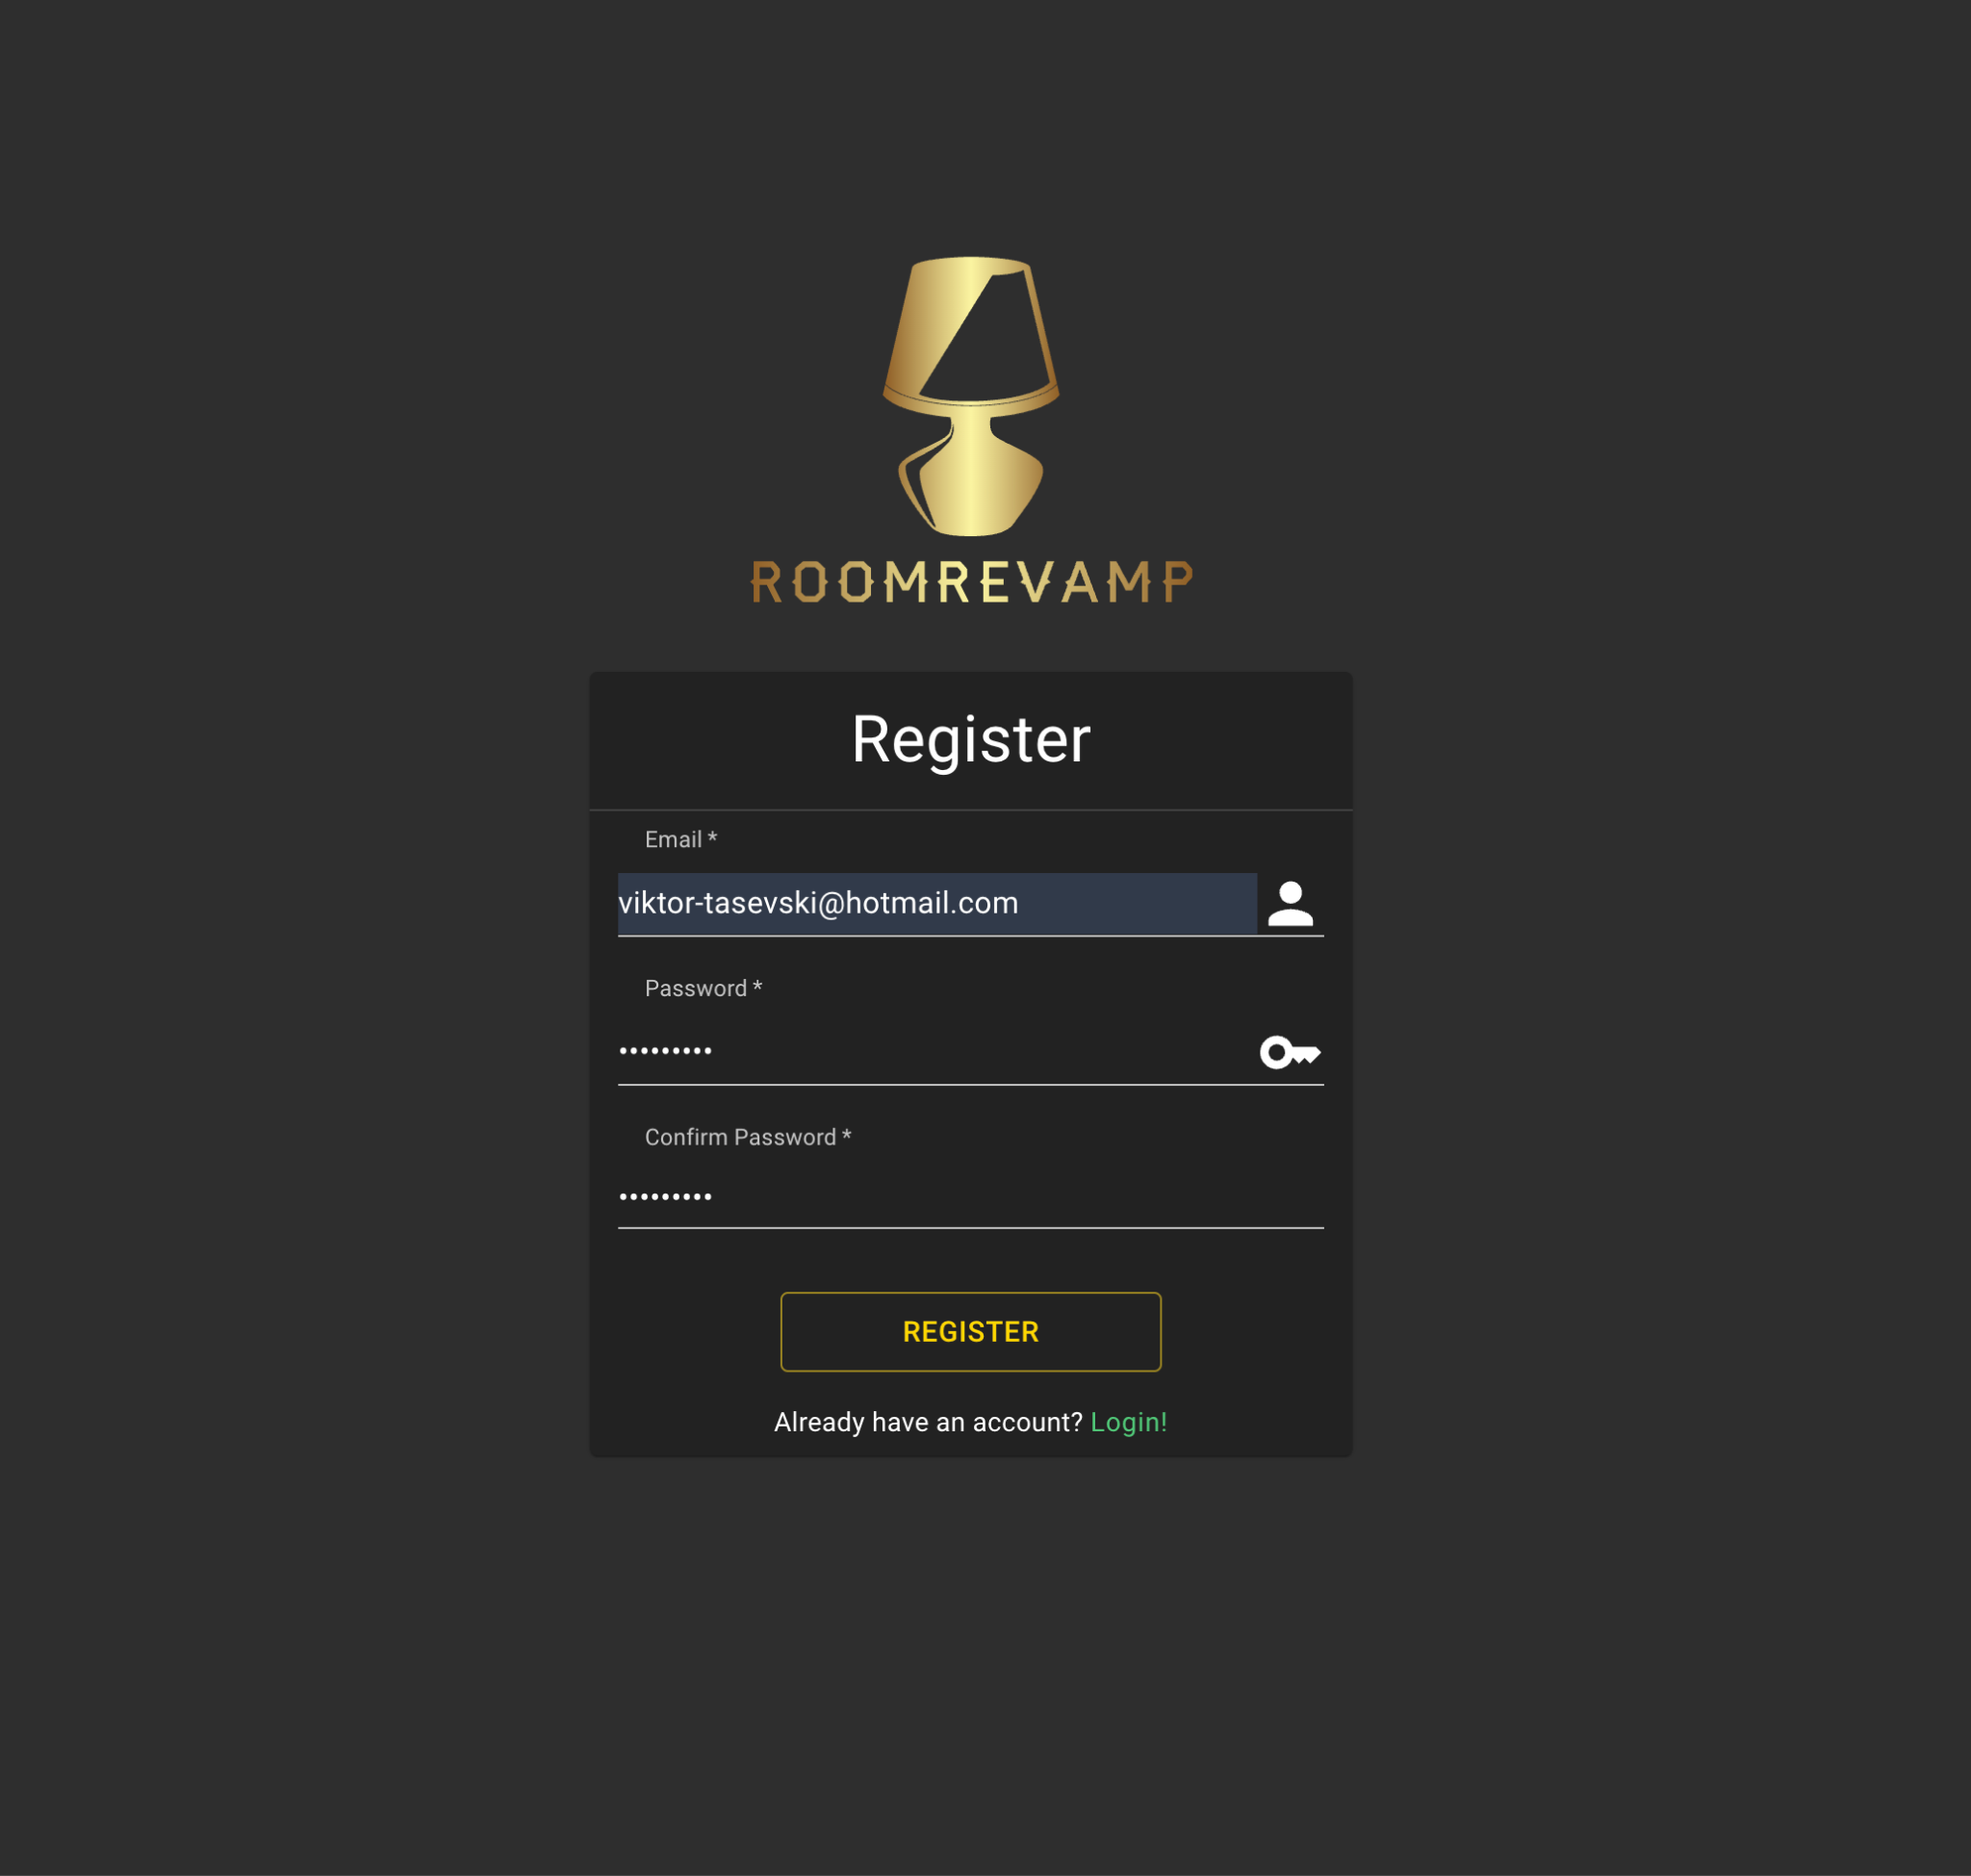 ROOMREVAMP
Register
Email *
viktor-tasevski@hotmail.com
Password *
•••••••••
Confirm Password *
•••••••••
REGISTER
Already have an account? Login!